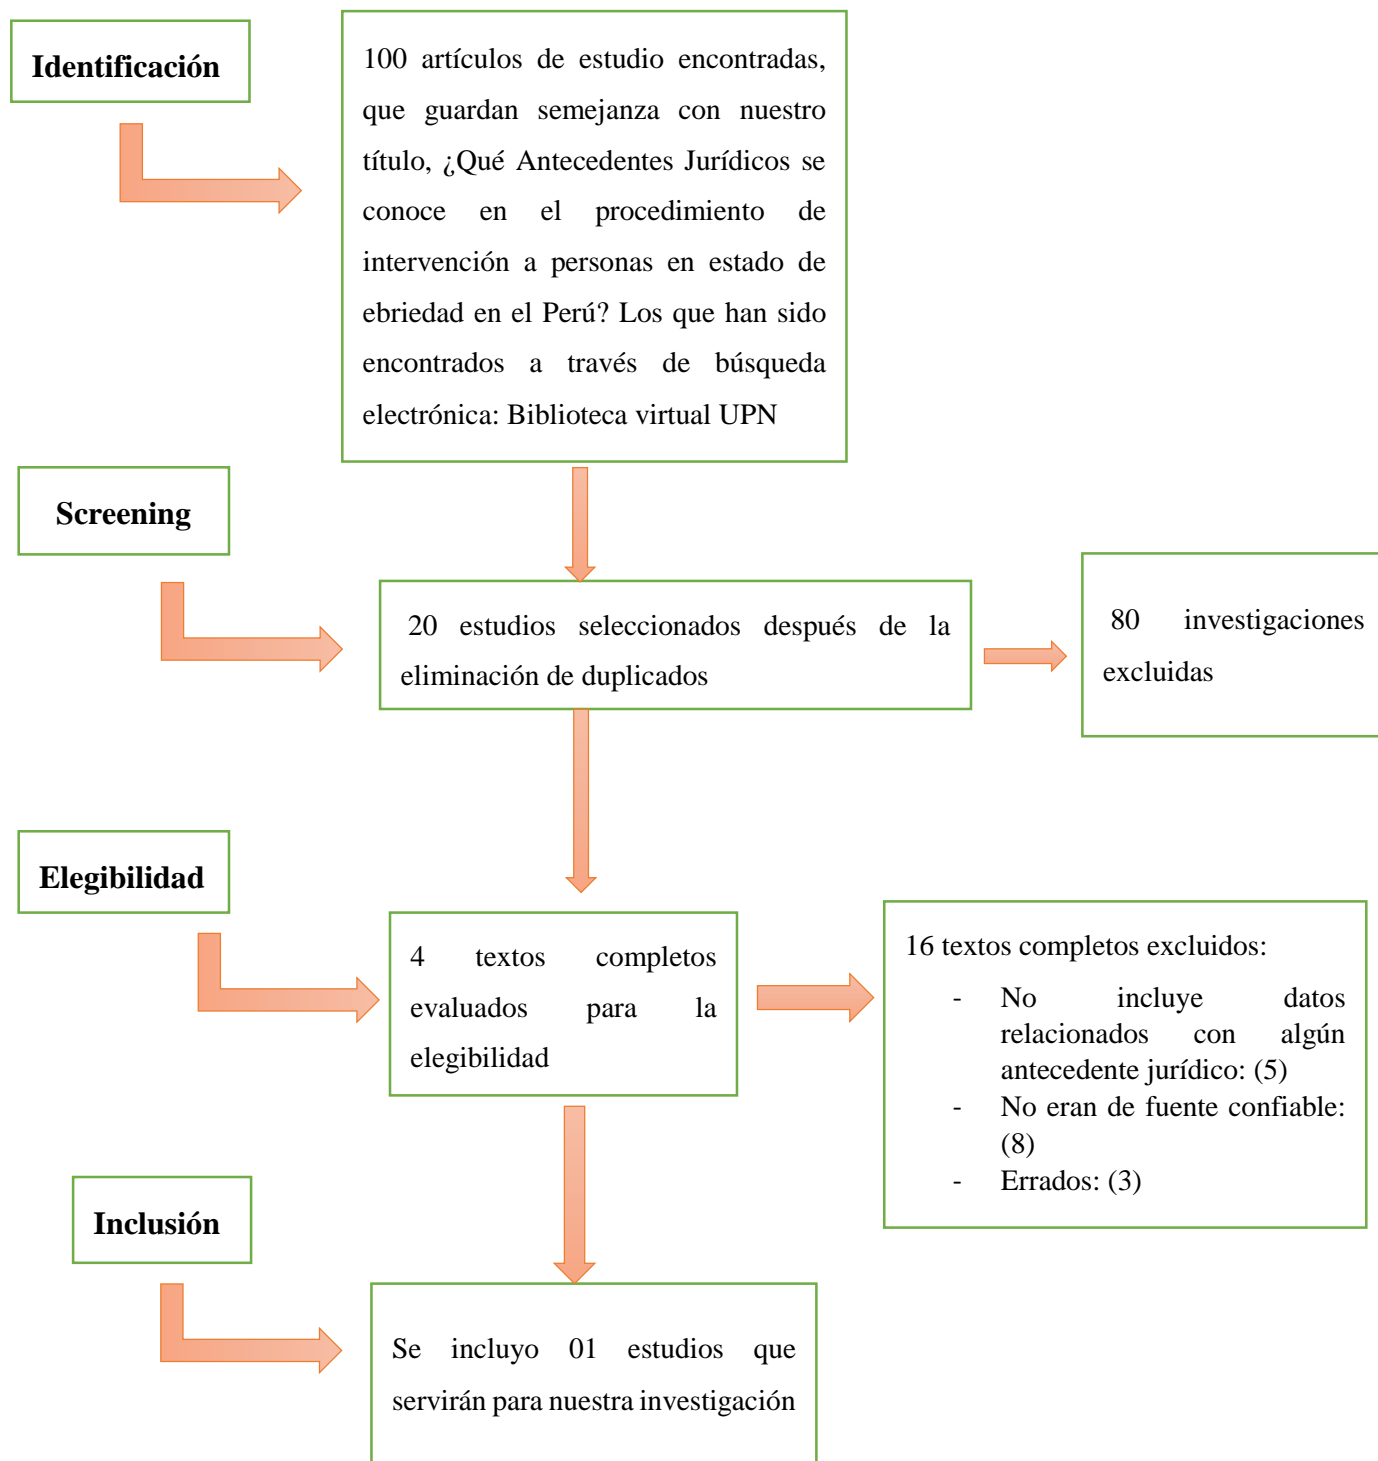 Identificación
100 artículos de estudio encontradas,
que guardan semejanza con nuestro
título, ¿Qué Antecedentes Jurídicos se
conoce en el procedimiento de
intervención a personas en estado de
ebriedad en el Perú? Los que han sido
encontrados a través de búsqueda
electrónica: Biblioteca virtual UPN
Screening
20 estudios seleccionados después de la
eliminación de duplicados
80 investigaciones
excluidas
Elegibilidad
4 textos completos
evaluados para la
elegibilidad
16 textos completos excluidos:
- No incluye datos
relacionados con algún
antecedente jurídico: (5)
- No eran de fuente confiable:
(8)
- Errados: (3)
Inclusión
Se incluyo 01 estudios que
servirán para nuestra investigación